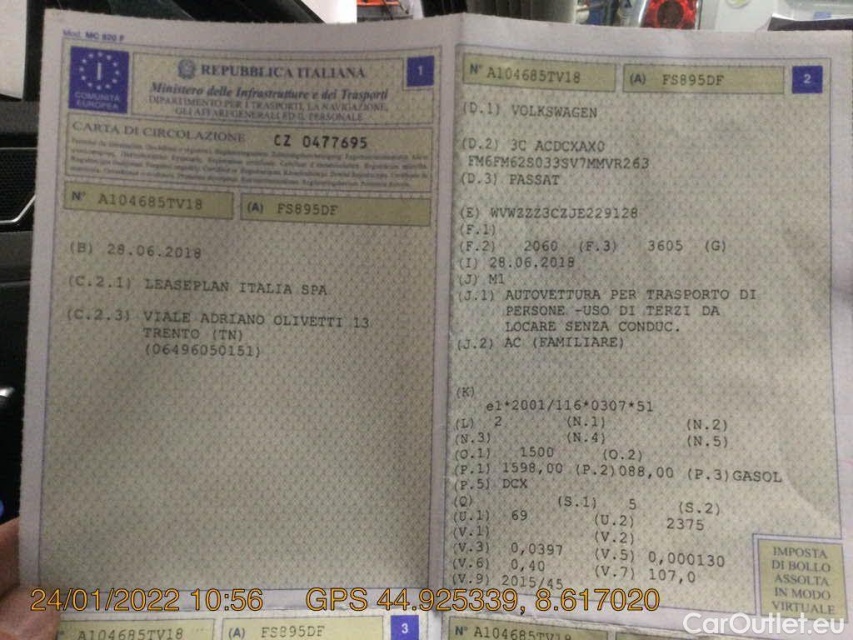 Mod. MC 820 F
COMUNITÀ EUROPEA
I
REPUBBLICA ITALIANA
1
Ministero delle Infrastrutture e dei Trasporti
DIPARTIMENTO PER I TRASPORTI, LA NAVIGAZIONE,
GLI AFFARI GENERALI ED IL PERSONALE
CARTA DI CIRCOLAZIONE CZ 0477695
N° A104685TV18 (A) FS895DF
(B) 28.06.2018
(C.2.1) LEASEPLAN ITALIA SPA
(C.2.3) VIALE ADRIANO OLIVETTI 13
TRENTO (TN)
(06496050151)
N° A104685TV18 (A) FS895DF 2
(D.1) VOLKSWAGEN
(D.2) 3C ACDCXAX0
FM6FM62S033SV7MMVR263
(D.3) PASSAT
(E) WVWZZZ3CZJE229128
(F.1)
(F.2) 2060 (F.3) 3605 (G)
(I) 28.06.2018
(J) M1
(J.1) AUTOVETTURA PER TRASPORTO DI
PERSONE -USO DI TERZI DA
LOCARE SENZA CONDUC.
(J.2) AC (FAMILIARE)
(K)
e1*2001/116*0307*51
(L) 2 (N.1) (N.2)
(N.3) (N.4) (N.5)
(O.1) 1500 (O.2)
(P.1) 1598,00 (P.2)088,00 (P.3)GASOL
(P.5) DCX
(Q) (S.1) 5 (S.2)
(U.1) 69 (U.2) 2375
(V.1) (V.2)
(V.3) 0,0397 (V.5) 0,000130
(V.6) 0,40 (V.7) 107,0
(V.9) 2015/45
IMPOSTA
DI BOLLO
ASSOLTA
IN MODO
VIRTUALE
24/01/2022 10:56 GPS 44.925339, 8.617020
CarOutlet.eu
A104685TV18 (A) FS895DF 3
N° A104685TV18